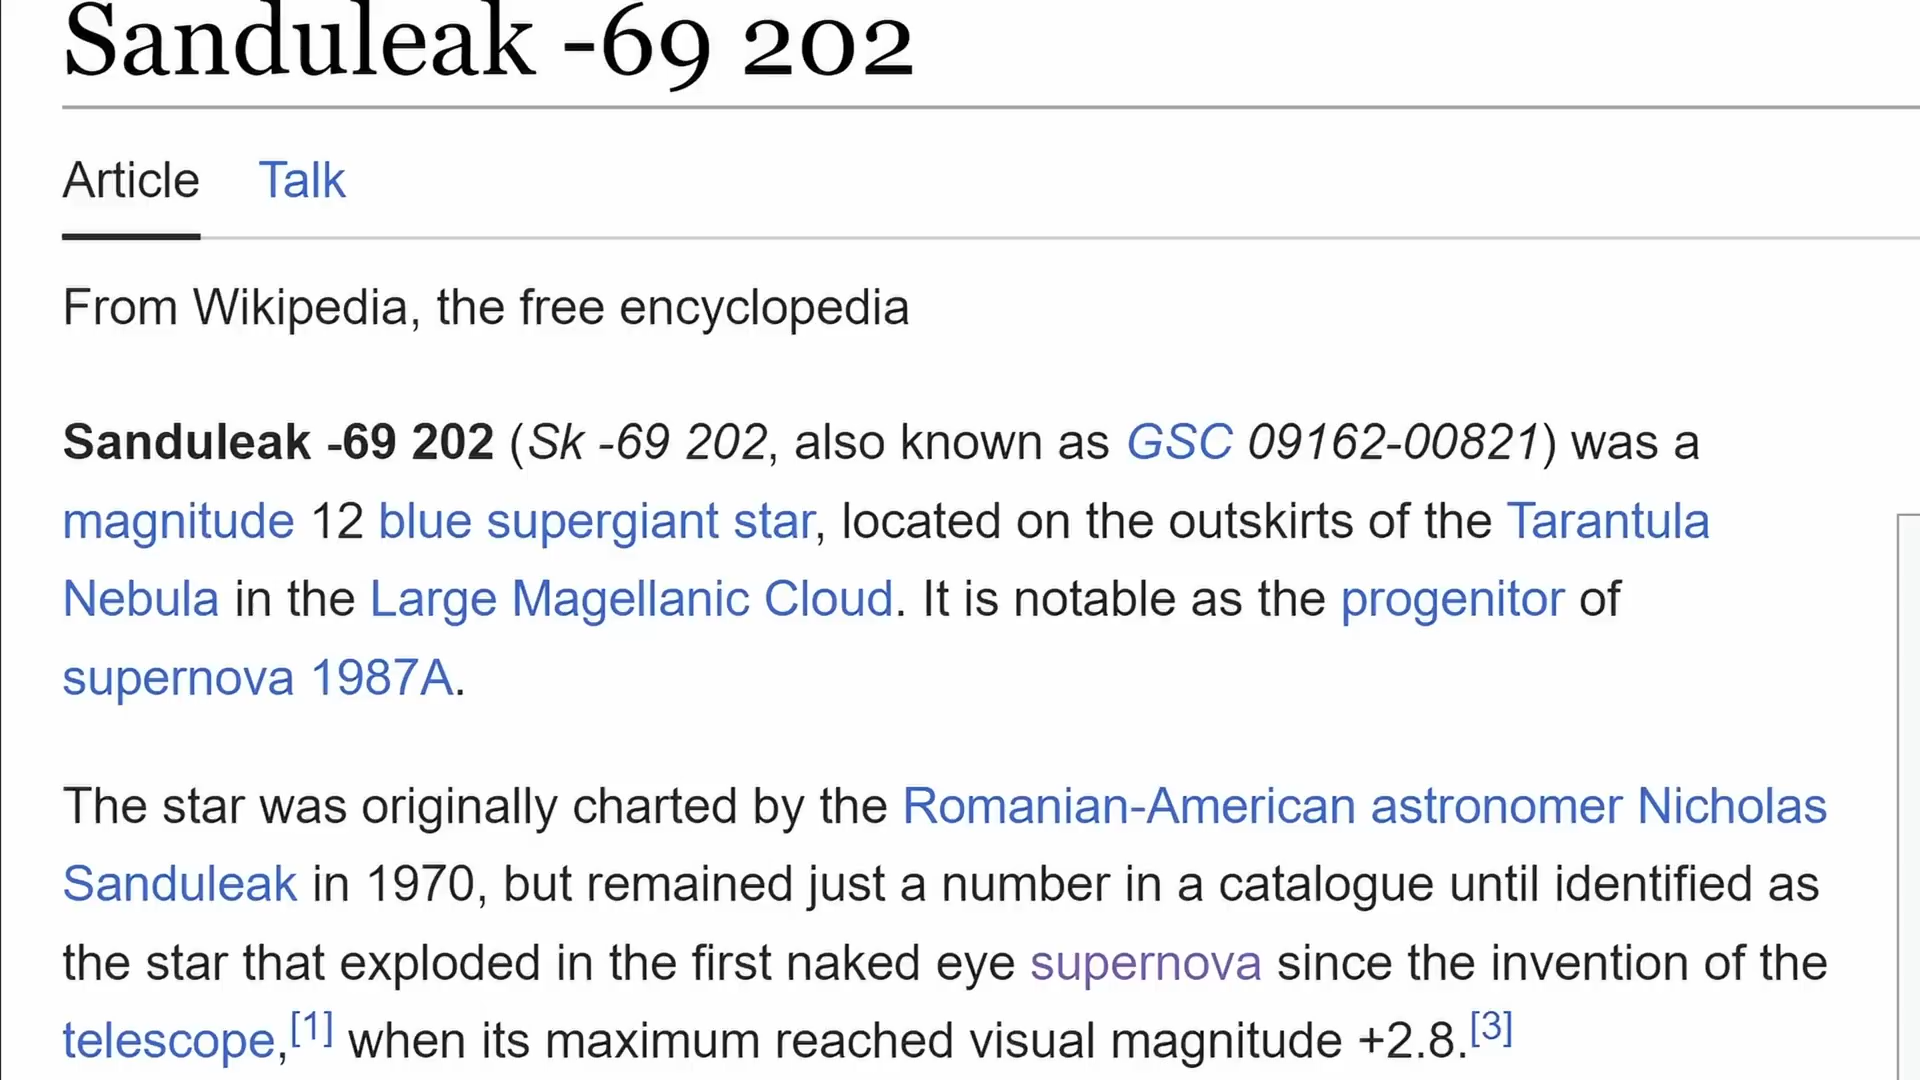 Sanduleak -69 202
Article Talk
From Wikipedia, the free encyclopedia
Sanduleak -69 202 (Sk -69 202, also known as GSC 09162-00821) was a
magnitude 12 blue supergiant star, located on the outskirts of the Tarantula
Nebula in the Large Magellanic Cloud. It is notable as the progenitor of
supernova 1987A.
The star was originally charted by the Romanian-American astronomer Nicholas
Sanduleak in 1970, but remained just a number in a catalogue until identified as
the star that exploded in the first naked eye supernova since the invention of the
telescope,[1] when its maximum reached visual magnitude +2.8.[3]